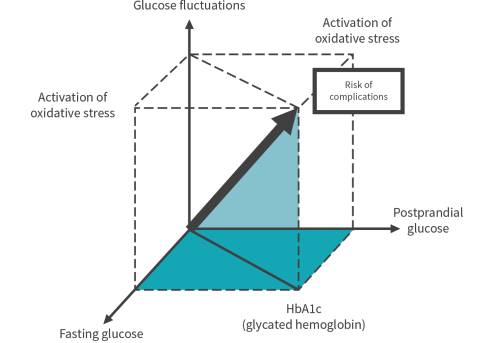 Glucose fluctuations
Activation of
oxidative stress
Risk of
complications
Activation of
oxidative stress
Postprandial
glucose
HbA1c
(glycated hemoglobin)
Fasting glucose